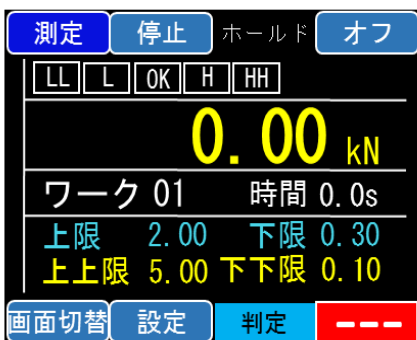 測定 停止 ホールド オフ
LL L OK H HH
0.00 kN
ワーク 01 時間 0.0s
上限 2.00 下限 0.30
上上限 5.00 下下限 0.10
画面切替 設定 判定 ---